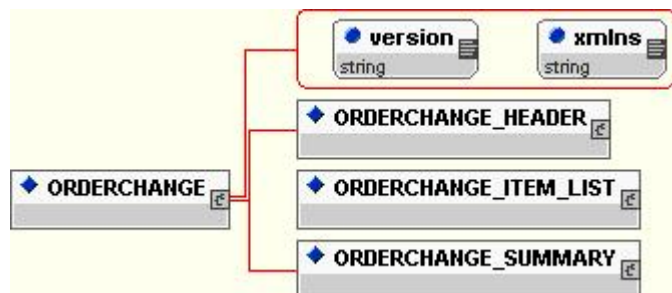 version
string
xmlns
string
ORDERCHANGE_HEADER
ORDERCHANGE
ORDERCHANGE_ITEM_LIST
ORDERCHANGE_SUMMARY